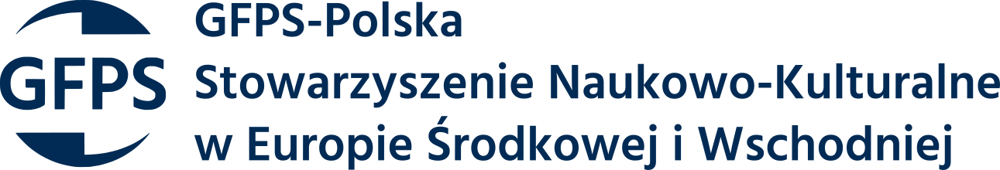 GFPS
GFPS-Polska
Stowarzyszenie Naukowo-Kulturalne
w Europie Środkowej i Wschodniej